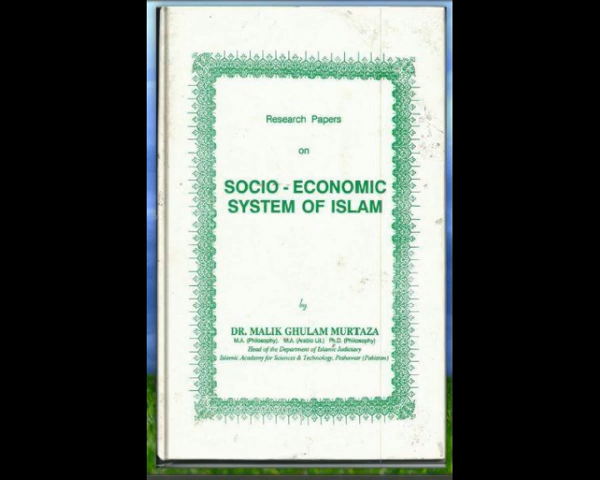 Research Papers
on
SOCIO - ECONOMIC
SYSTEM OF ISLAM
by
DR. MALIK GHULAM MURTAZA
M.A. (Philosophy). M.A. (Arabic Lit.) Ph.D. (Philosophy)
Head of the Department of Islamic Judiciary
Islamic Academy for Sciences & Technology, Peshawar (Pakistan)